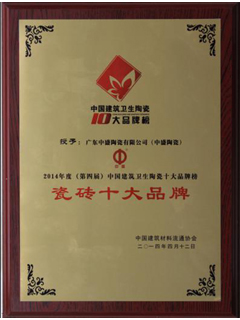 中国建筑卫生陶瓷
10大品牌榜
授予：广东中盛陶瓷有限公司（中盛陶瓷）
2014年度（第四届）中国建筑卫生陶瓷十大品牌榜
瓷砖十大品牌
中国建筑材料流通协会
二〇一四年四月十二日